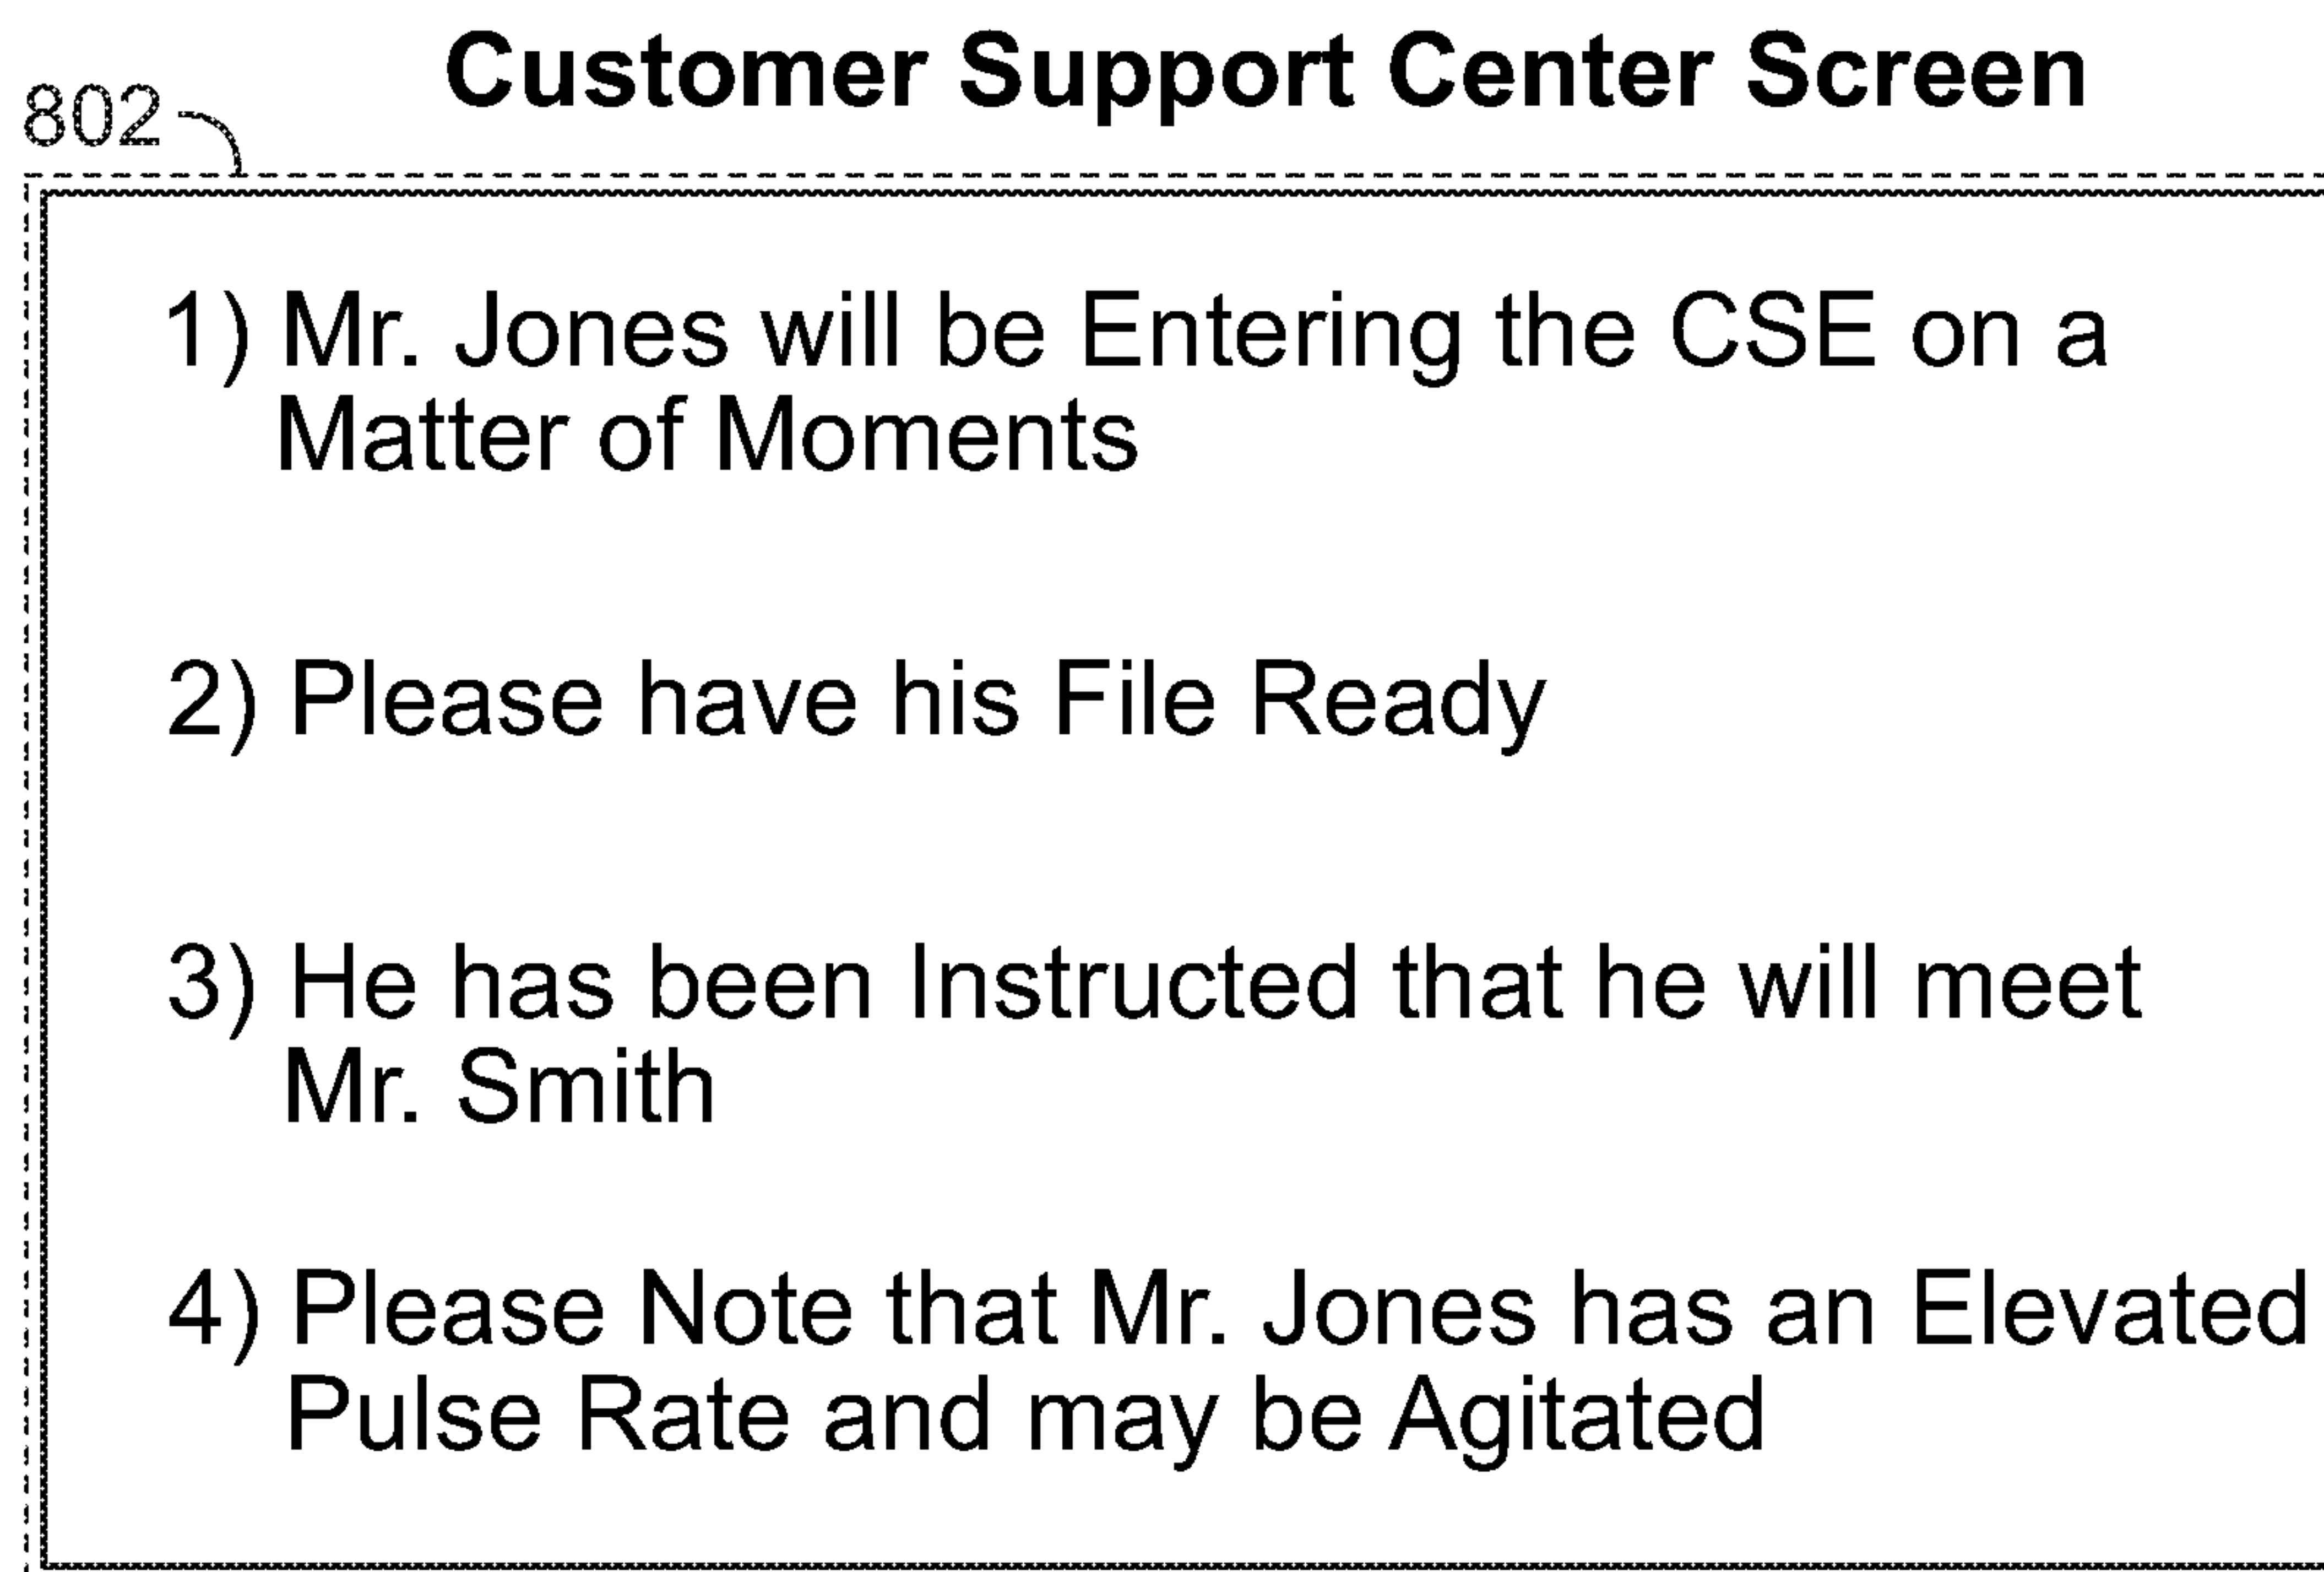 Customer Support Center Screen
802
1) Mr. Jones will be Entering the CSE on a
Matter of Moments
2) Please have his File Ready
3) He has been Instructed that he will meet
Mr. Smith
4) Please Note that Mr. Jones has an Elevated
Pulse Rate and may be Agitated